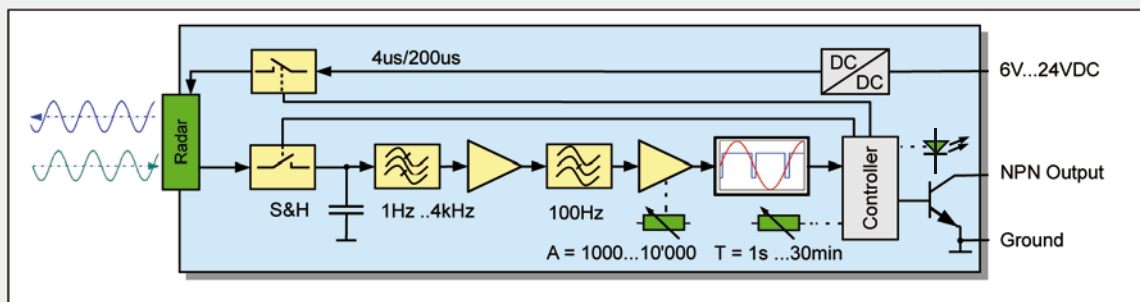 4us/200us
DC
DC
6V...24VDC
Radar
S&H
1Hz ..4kHz
100Hz
A = 1000...10'000
T = 1s ...30min
Controller
NPN Output
Ground